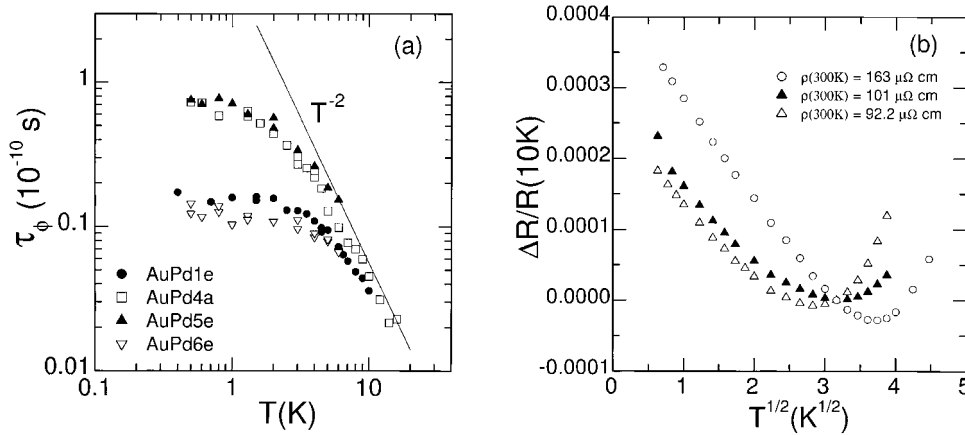 (a)
1
0.1
0.01
τ_ϕ (10⁻¹⁰ s)
T⁻²
AuPd1e
AuPd4a
AuPd5e
AuPd6e
0.1
1
10
T(K)
(b)
0.0004
0.0003
0.0002
0.0001
0.0000
-0.0001
ΔR/R(10K)
ρ(300K) = 163 μΩ cm
ρ(300K) = 101 μΩ cm
ρ(300K) = 92.2 μΩ cm
0
1
2
3
4
5
T^1/2(K^1/2)